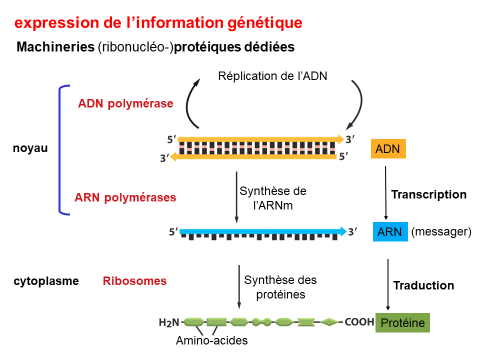 expression de l'information génétique
Machineries (ribonucléo-)protéiques dédiées
Réplication de l'ADN
ADN polymérase
5' 3'
noyau
ADN
3' 5'
ARN polymérases
Synthèse de
l'ARNm
Transcription
5' 3'
ARN (messager)
cytoplasme
Ribosomes
Synthèse des
protéines
Traduction
H2N COOH
Protéine
Amino-acides